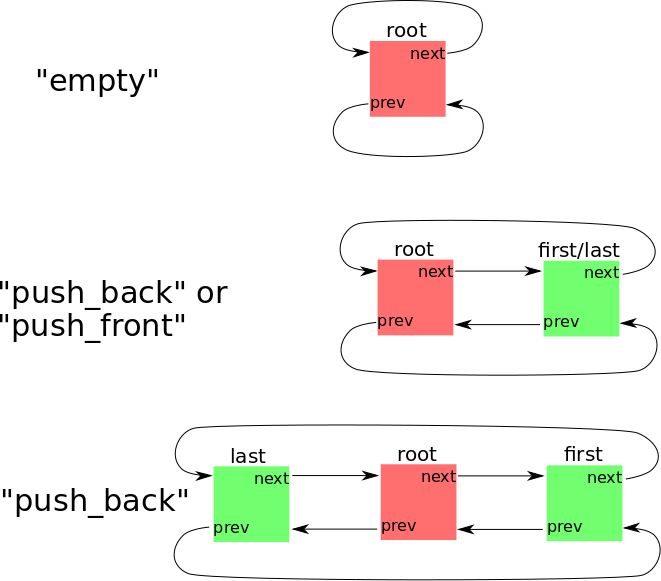 root
next
"empty"
prev
root
first/last
next
next
"push_back" or
"push_front"
prev
prev
last
root
first
next
next
next
"push_back"
prev
prev
prev